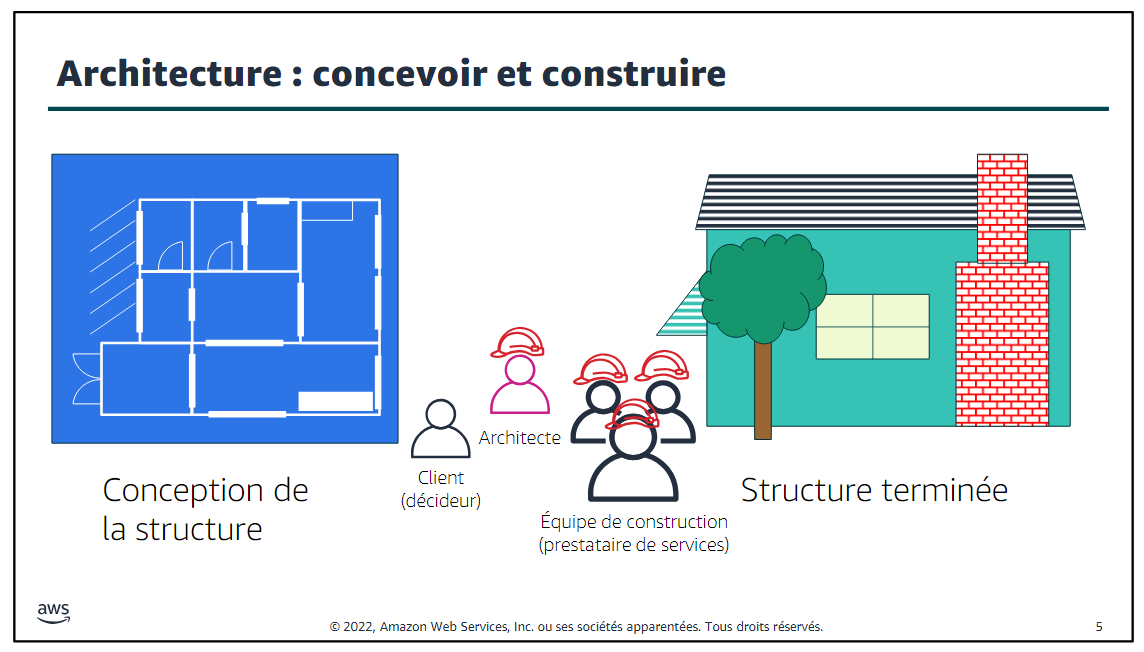 Architecture : concevoir et construire
Architecte
Client
(décideur)
Conception de
la structure
Structure terminée
Équipe de construction
(prestataire de services)
aws
© 2022, Amazon Web Services, Inc. ou ses sociétés apparentées. Tous droits réservés.
5